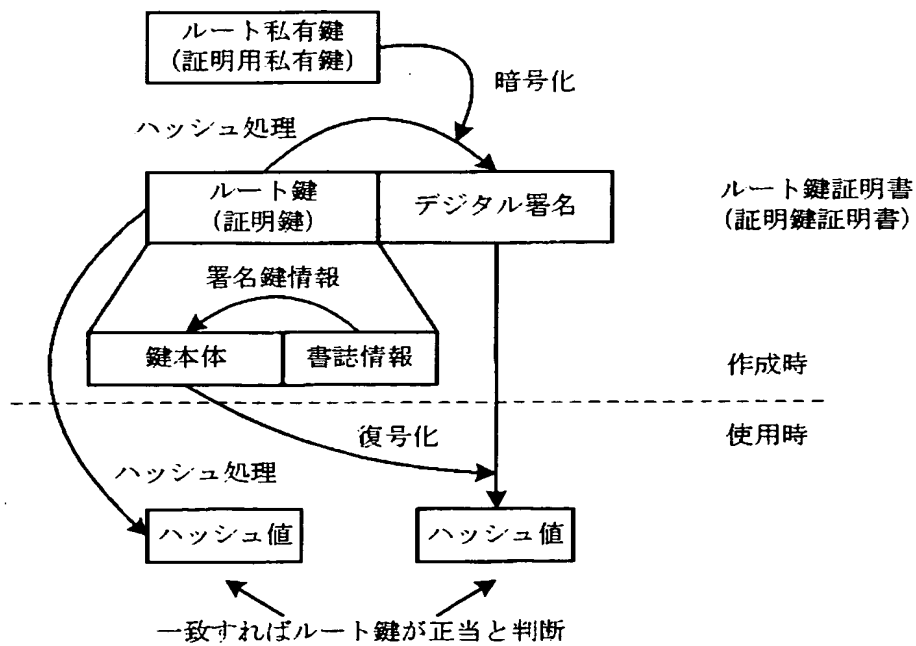 ルート私有鍵
(証明用私有鍵)
暗号化
ハッシュ処理
ルート鍵
(証明鍵)
デジタル署名
ルート鍵証明書
(証明鍵証明書)
署名鍵情報
鍵本体
書誌情報
作成時
使用時
復号化
ハッシュ処理
ハッシュ値
ハッシュ値
一致すればルート鍵が正当と判断